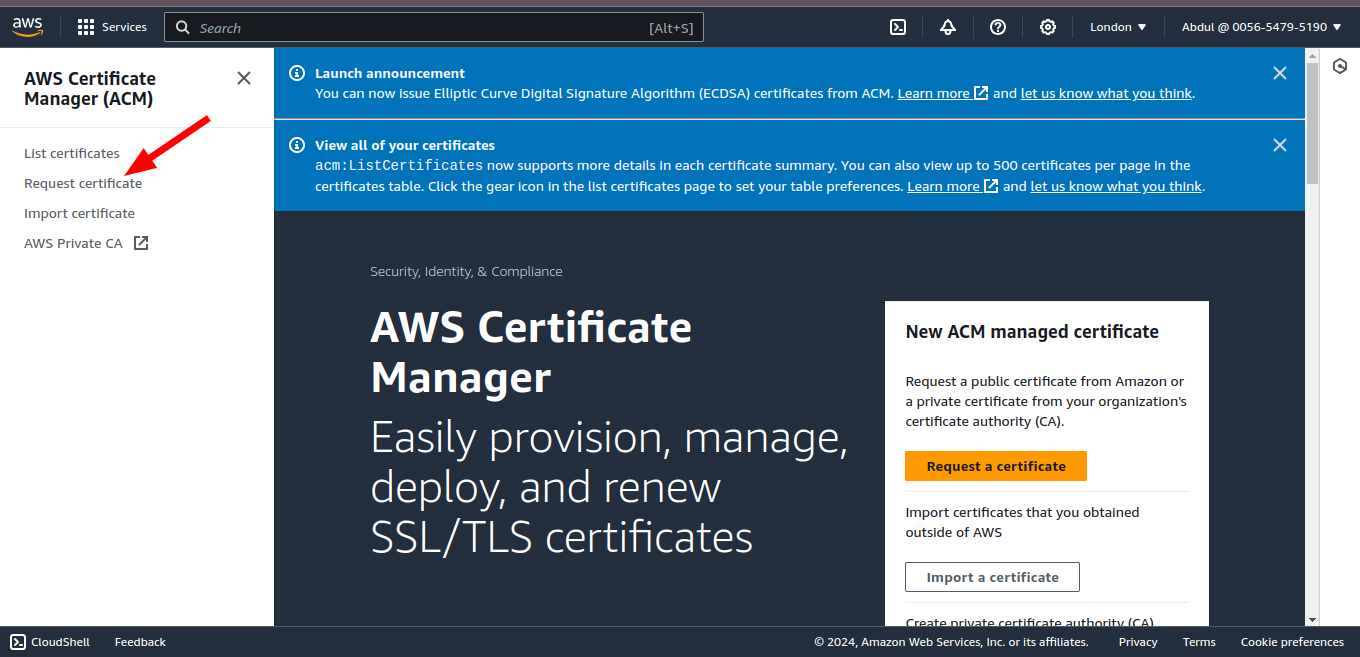 aws
Services
Search
[Alt+S]
London
Abdul @ 0056-5479-5190
AWS Certificate
Manager (ACM)
List certificates
Request certificate
Import certificate
AWS Private CA
Launch announcement
You can now issue Elliptic Curve Digital Signature Algorithm (ECDSA) certificates from ACM. Learn more and let us know what you think.
View all of your certificates
acm:ListCertificates now supports more details in each certificate summary. You can also view up to 500 certificates per page in the
certificates table. Click the gear icon in the list certificates page to set your table preferences. Learn more and let us know what you think.
Security, Identity, & Compliance
AWS Certificate
Manager
Easily provision, manage,
deploy, and renew
SSL/TLS certificates
New ACM managed certificate
Request a public certificate from Amazon or
a private certificate from your organization's
certificate authority (CA).
Request a certificate
Import certificates that you obtained
outside of AWS
Import a certificate
Create private certificate authority (CA)
CloudShell
Feedback
© 2024, Amazon Web Services, Inc. or its affiliates.
Privacy
Terms
Cookie preferences